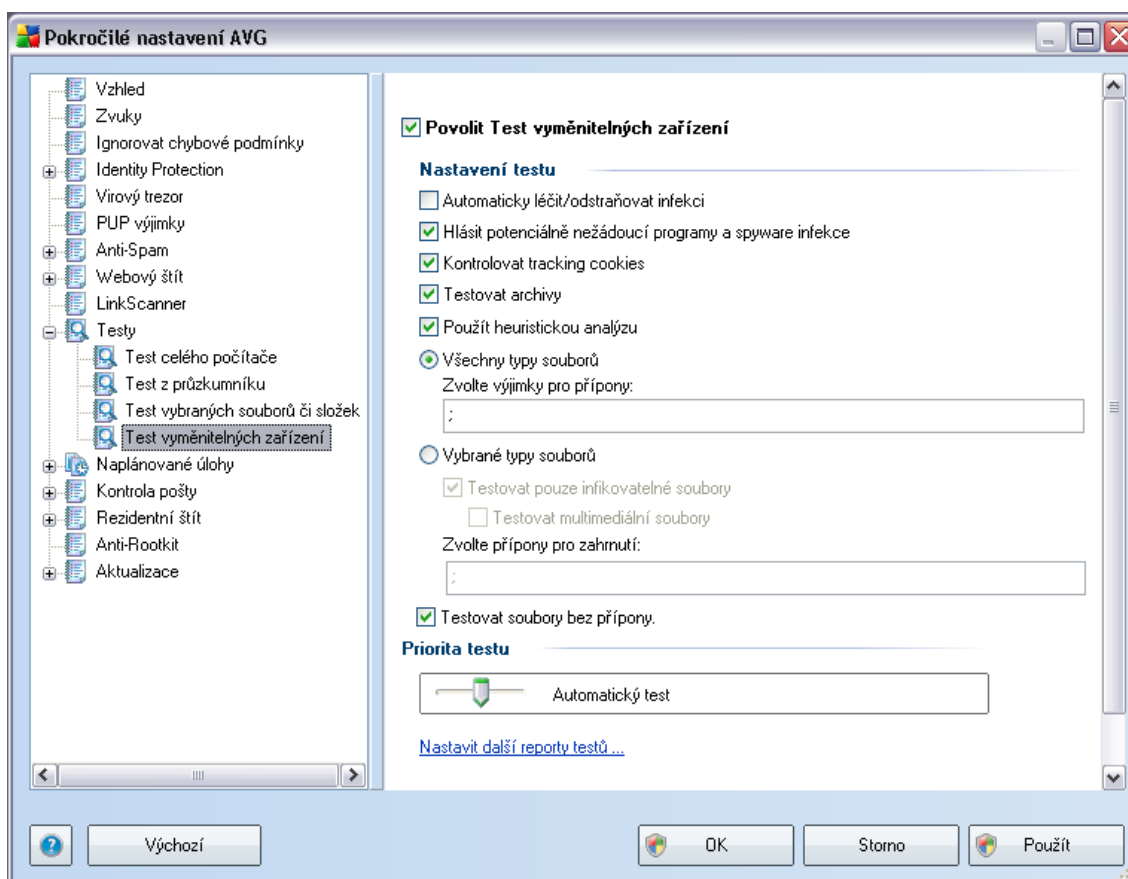 Pokročilé nastavení AVG
Vzhled
Zvuky
Ignorovat chybové podmínky
Identity Protection
Virový trezor
PUP výjimky
Anti-Spam
Webový štít
LinkScanner
Testy
Test celého počítače
Test z průzkumníku
Test vybraných souborů či složek
Test vyměnitelných zařízení
Naplánované úlohy
Kontrola pošty
Rezidentní štít
Anti-Rootkit
Aktualizace
Povolit Test vyměnitelných zařízení
Nastavení testu
Automaticky léčit/odstraňovat infekci
Hlásit potenciálně nežádoucí programy a spyware infekce
Kontrolovat tracking cookies
Testovat archivy
Použít heuristickou analýzu
Všechny typy souborů
Zvolte výjimky pro přípony:
;
Vybrané typy souborů
Testovat pouze infikovatelné soubory
Testovat multimediální soubory
Zvolte přípony pro zahrnutí:
;
Testovat soubory bez přípony.
Priorita testu
Automatický test
Nastavit další reporty testů ...
?
Výchozí
OK
Storno
Použít